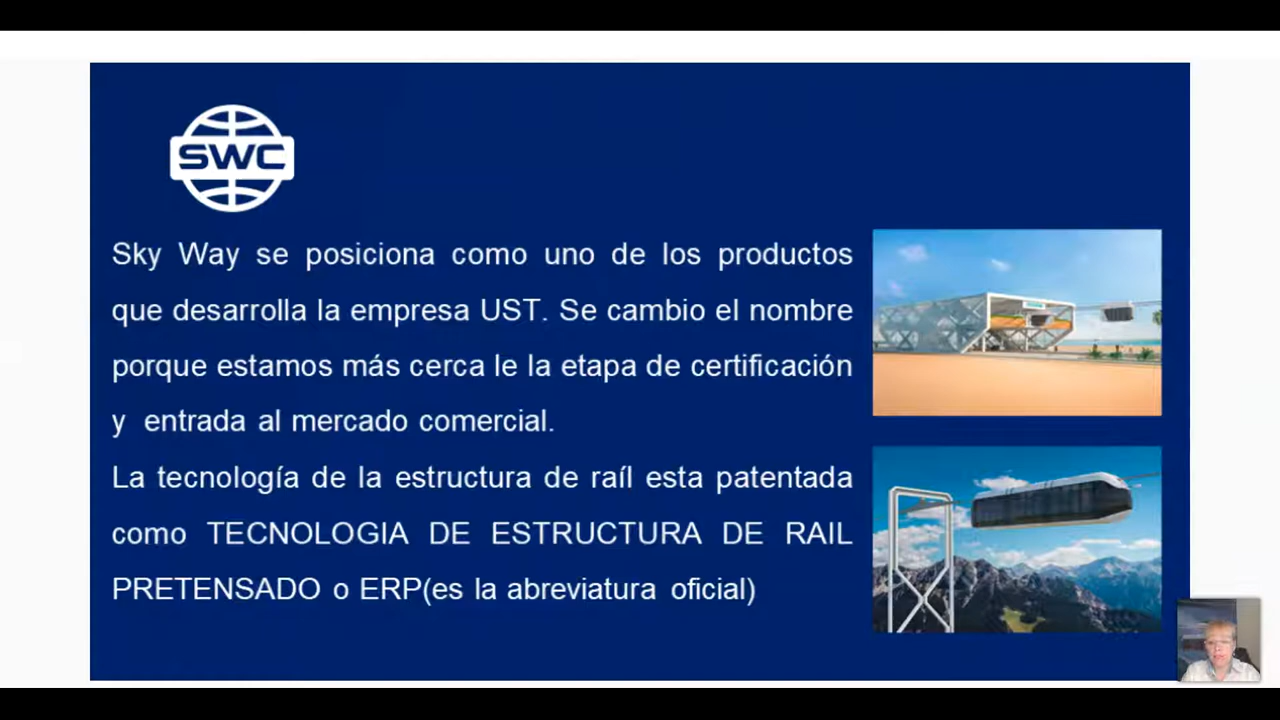 SWC
Sky Way se posiciona como uno de los productos
que desarrolla la empresa UST. Se cambio el nombre
porque estamos más cerca le la etapa de certificación
y entrada al mercado comercial.
La tecnología de la estructura de raíl esta patentada
como TECNOLOGIA DE ESTRUCTURA DE RAIL
PRETENSADO o ERP(es la abreviatura oficial)